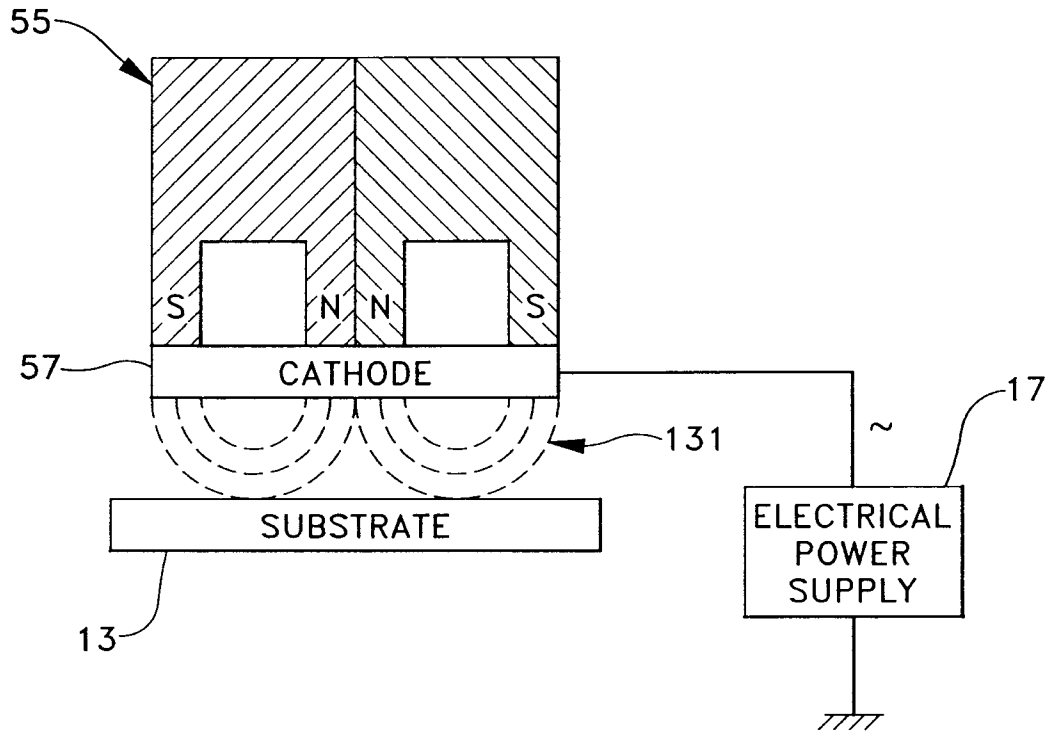 55
S N N S
57
CATHODE
17
~
131
SUBSTRATE
ELECTRICAL
POWER
SUPPLY
13